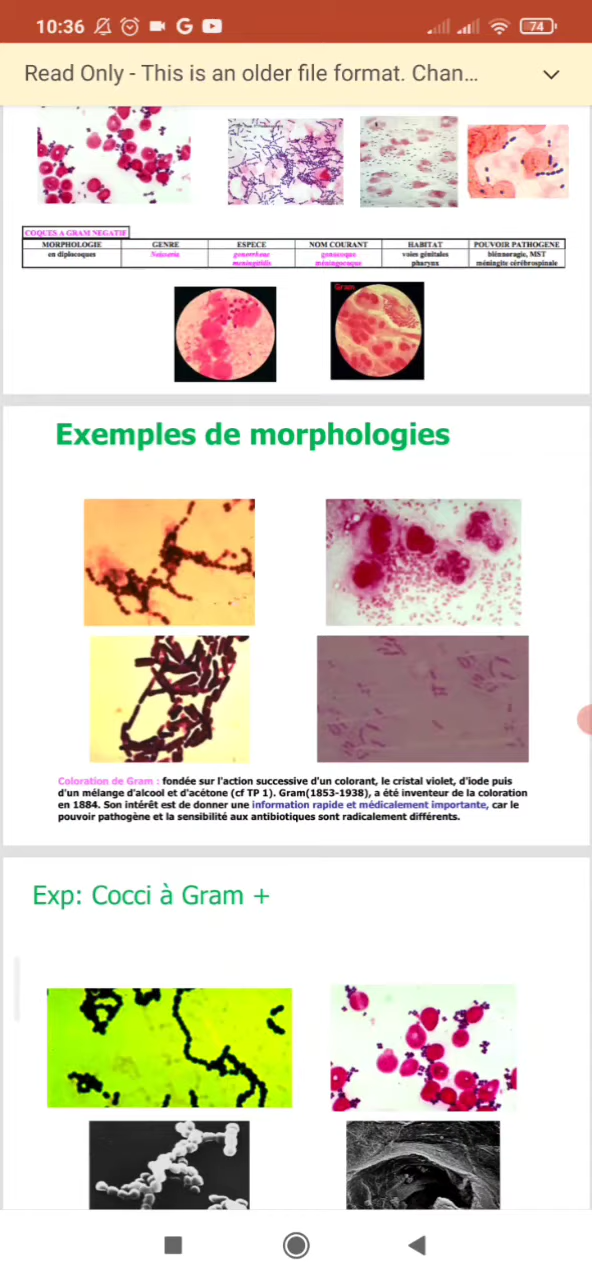 10:36
74
Read Only - This is an older file format. Chan...
COQUES A GRAM NEGATIF
MORPHOLOGIE GENRE ESPECE NOM COURANT HABITAT POUVOIR PATHOGENE
en diplocoques Neisseria gonorrheae gonocoque voies génitales blénnoragie, MST
meningitidis méningocoque pharynx méningite cérébrospinale
Gram
Exemples de morphologies
Coloration de Gram : fondée sur l'action successive d'un colorant, le cristal violet, d'iode puis
d'un mélange d'alcool et d'acétone (cf TP 1). Gram(1853-1938), a été inventeur de la coloration
en 1884. Son intérêt est de donner une information rapide et médicalement importante, car le
pouvoir pathogène et la sensibilité aux antibiotiques sont radicalement différents.
Exp: Cocci à Gram +